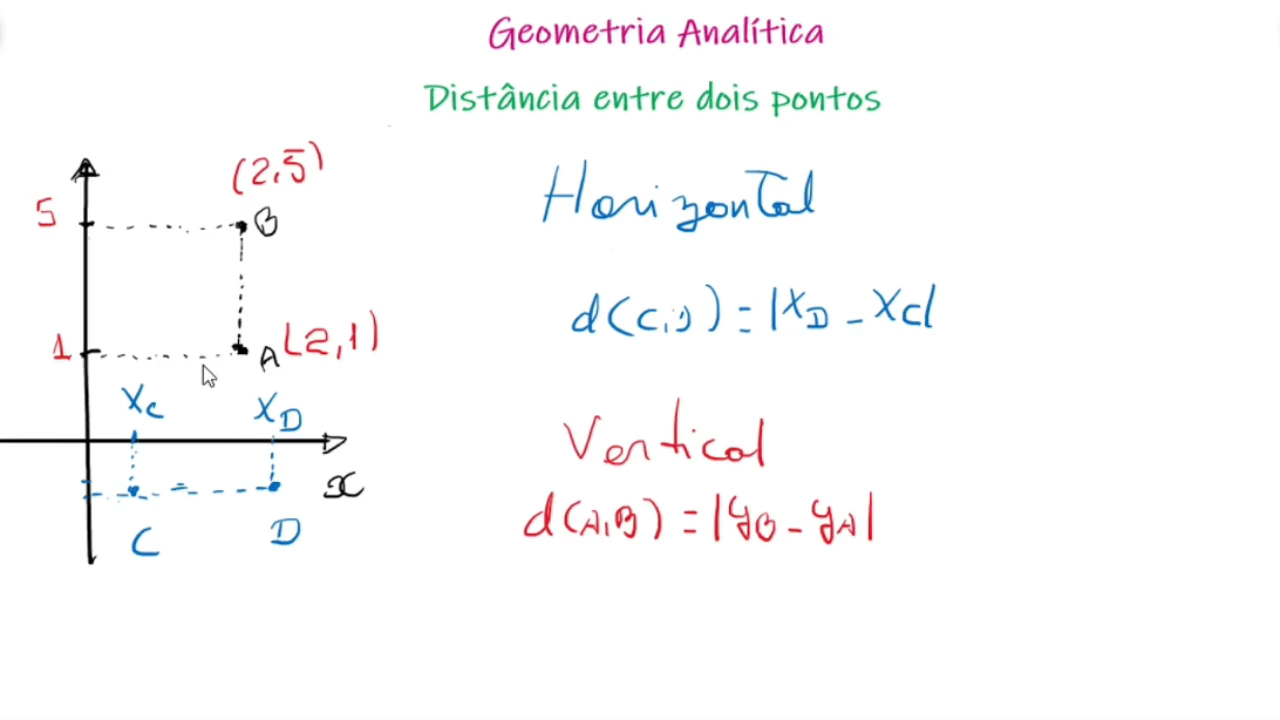 Geometria Analítica
Distância entre dois pontos
(2,5)
5
B
1
A (2,1)
Xc
XD
x
C
D
Horizontal
d(C,D) = |XD - Xc|
Vertical
d(A,B) = |yB - yA|